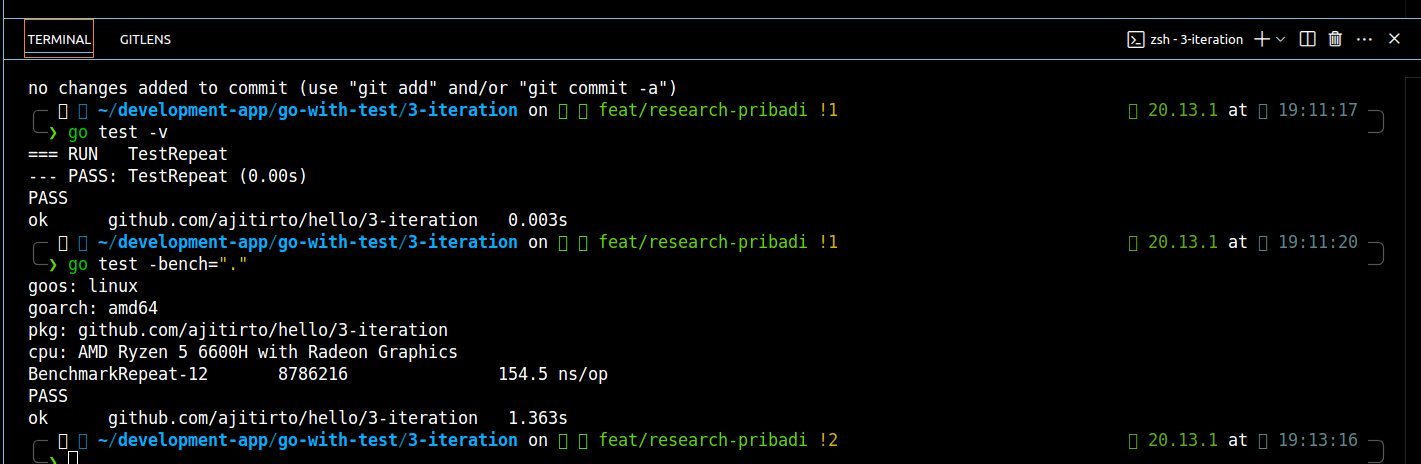 TERMINAL GITLENS zsh - 3-iteration
no changes added to commit (use "git add" and/or "git commit -a")
~/development-app/go-with-test/3-iteration on feat/research-pribadi !1 20.13.1 at 19:11:17
❯ go test -v
=== RUN   TestRepeat
--- PASS: TestRepeat (0.00s)
PASS
ok      github.com/ajitirto/hello/3-iteration   0.003s
~/development-app/go-with-test/3-iteration on feat/research-pribadi !1 20.13.1 at 19:11:20
❯ go test -bench="."
goos: linux
goarch: amd64
pkg: github.com/ajitirto/hello/3-iteration
cpu: AMD Ryzen 5 6600H with Radeon Graphics
BenchmarkRepeat-12       8786216               154.5 ns/op
PASS
ok      github.com/ajitirto/hello/3-iteration   1.363s
~/development-app/go-with-test/3-iteration on feat/research-pribadi !2 20.13.1 at 19:13:16
❯